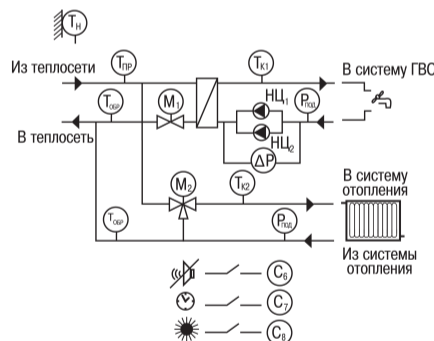 Tн
Из теплосети
TПР
TК1
В систему ГВС
TОБР
M1
НЦ1
PПОД
В теплосеть
НЦ2
ΔP
M2
TК2
В систему
отопления
TОБР
PПОД
Из системы
отопления
C6
C7
C8